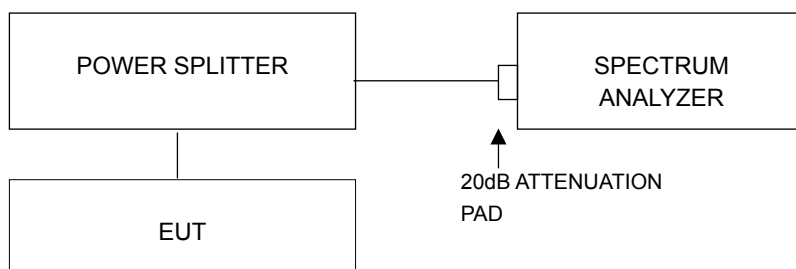 POWER SPLITTER
SPECTRUM
ANALYZER
20dB ATTENUATION
PAD
EUT